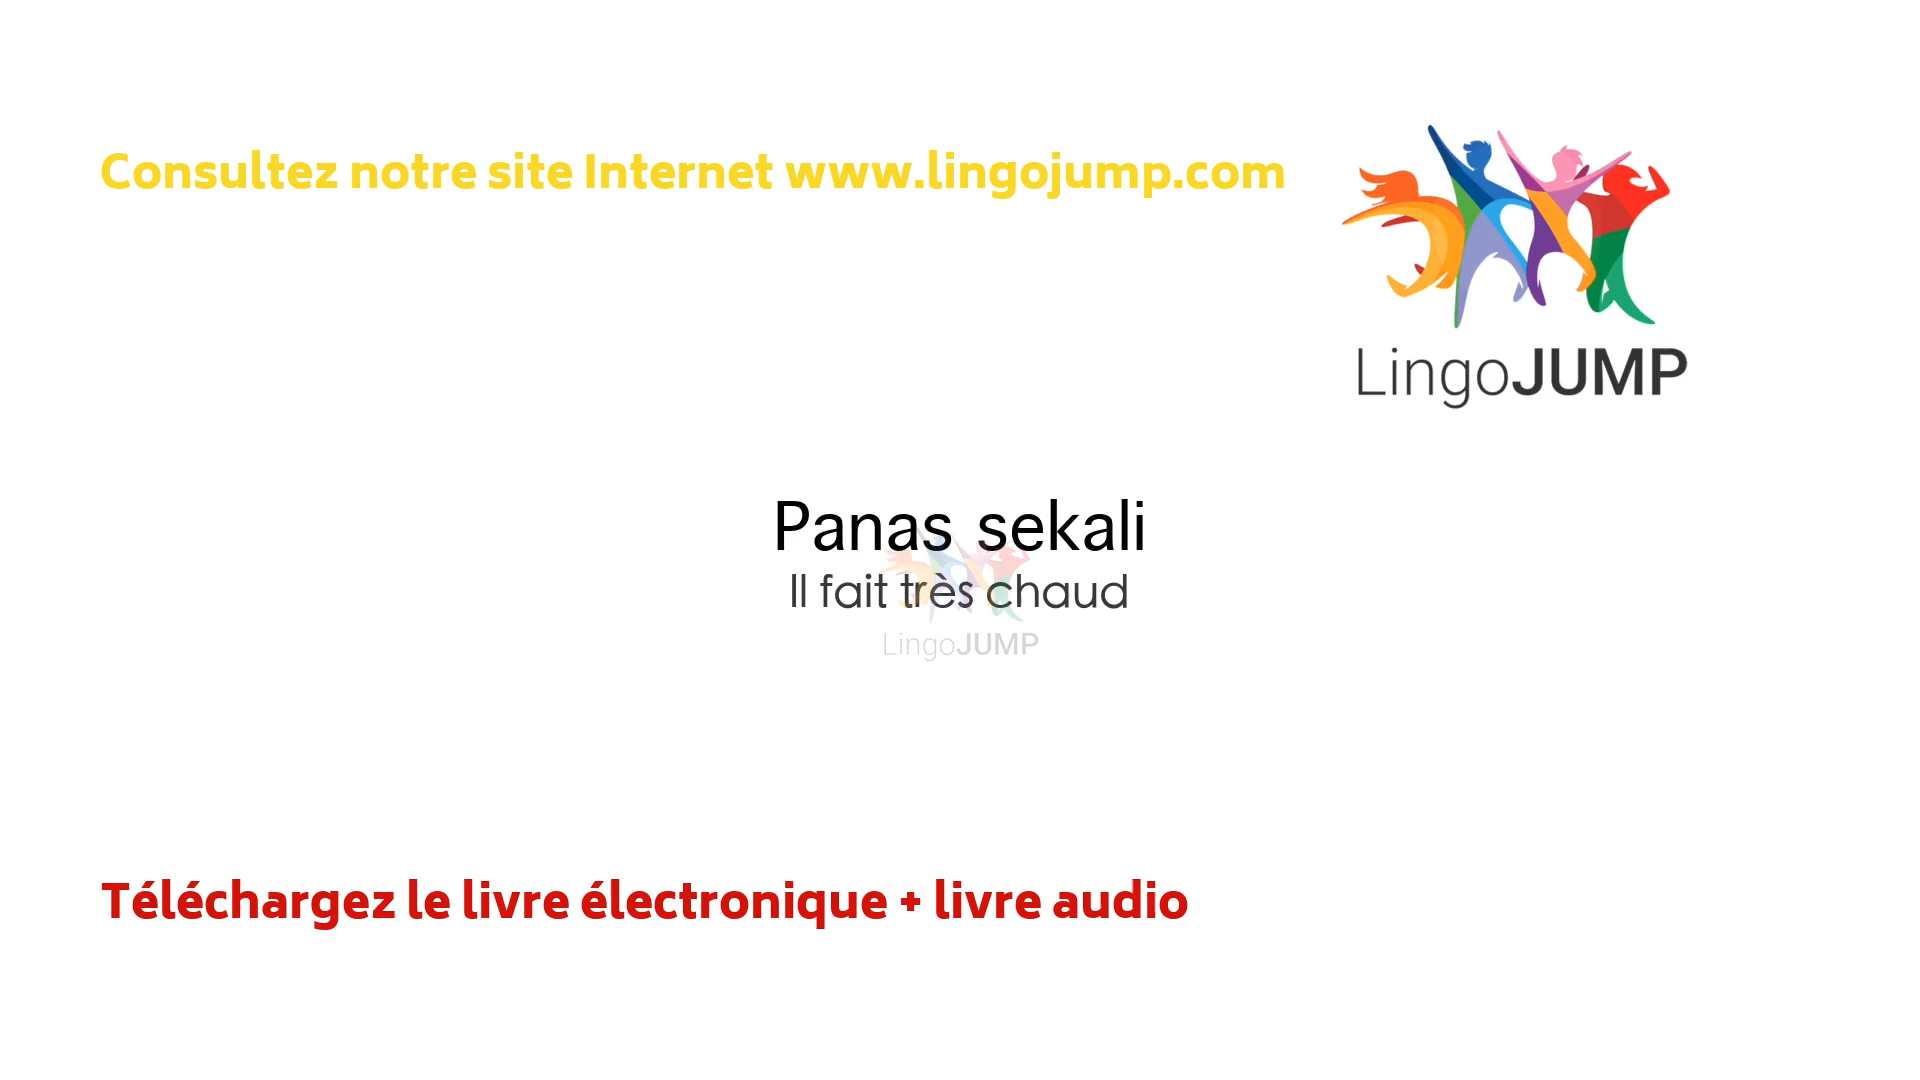 Consultez notre site Internet www.lingojump.com
LingoJUMP
Panas sekali
Il fait très chaud
LingoJUMP
Téléchargez le livre électronique + livre audio